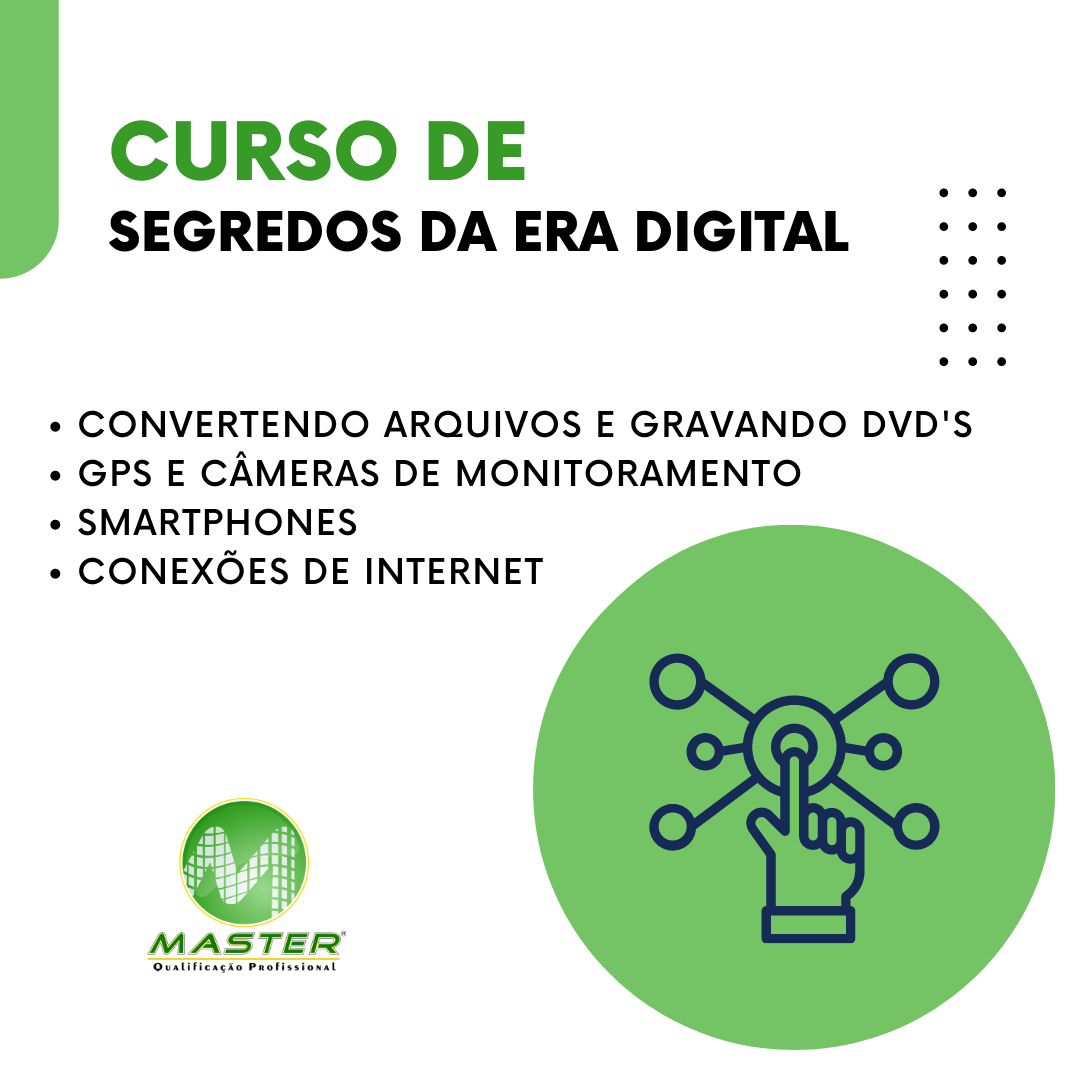 CURSO DE
SEGREDOS DA ERA DIGITAL
• CONVERTENDO ARQUIVOS E GRAVANDO DVD'S
• GPS E CÂMERAS DE MONITORAMENTO
• SMARTPHONES
• CONEXÕES DE INTERNET
MASTER®
Qualificação Profissional